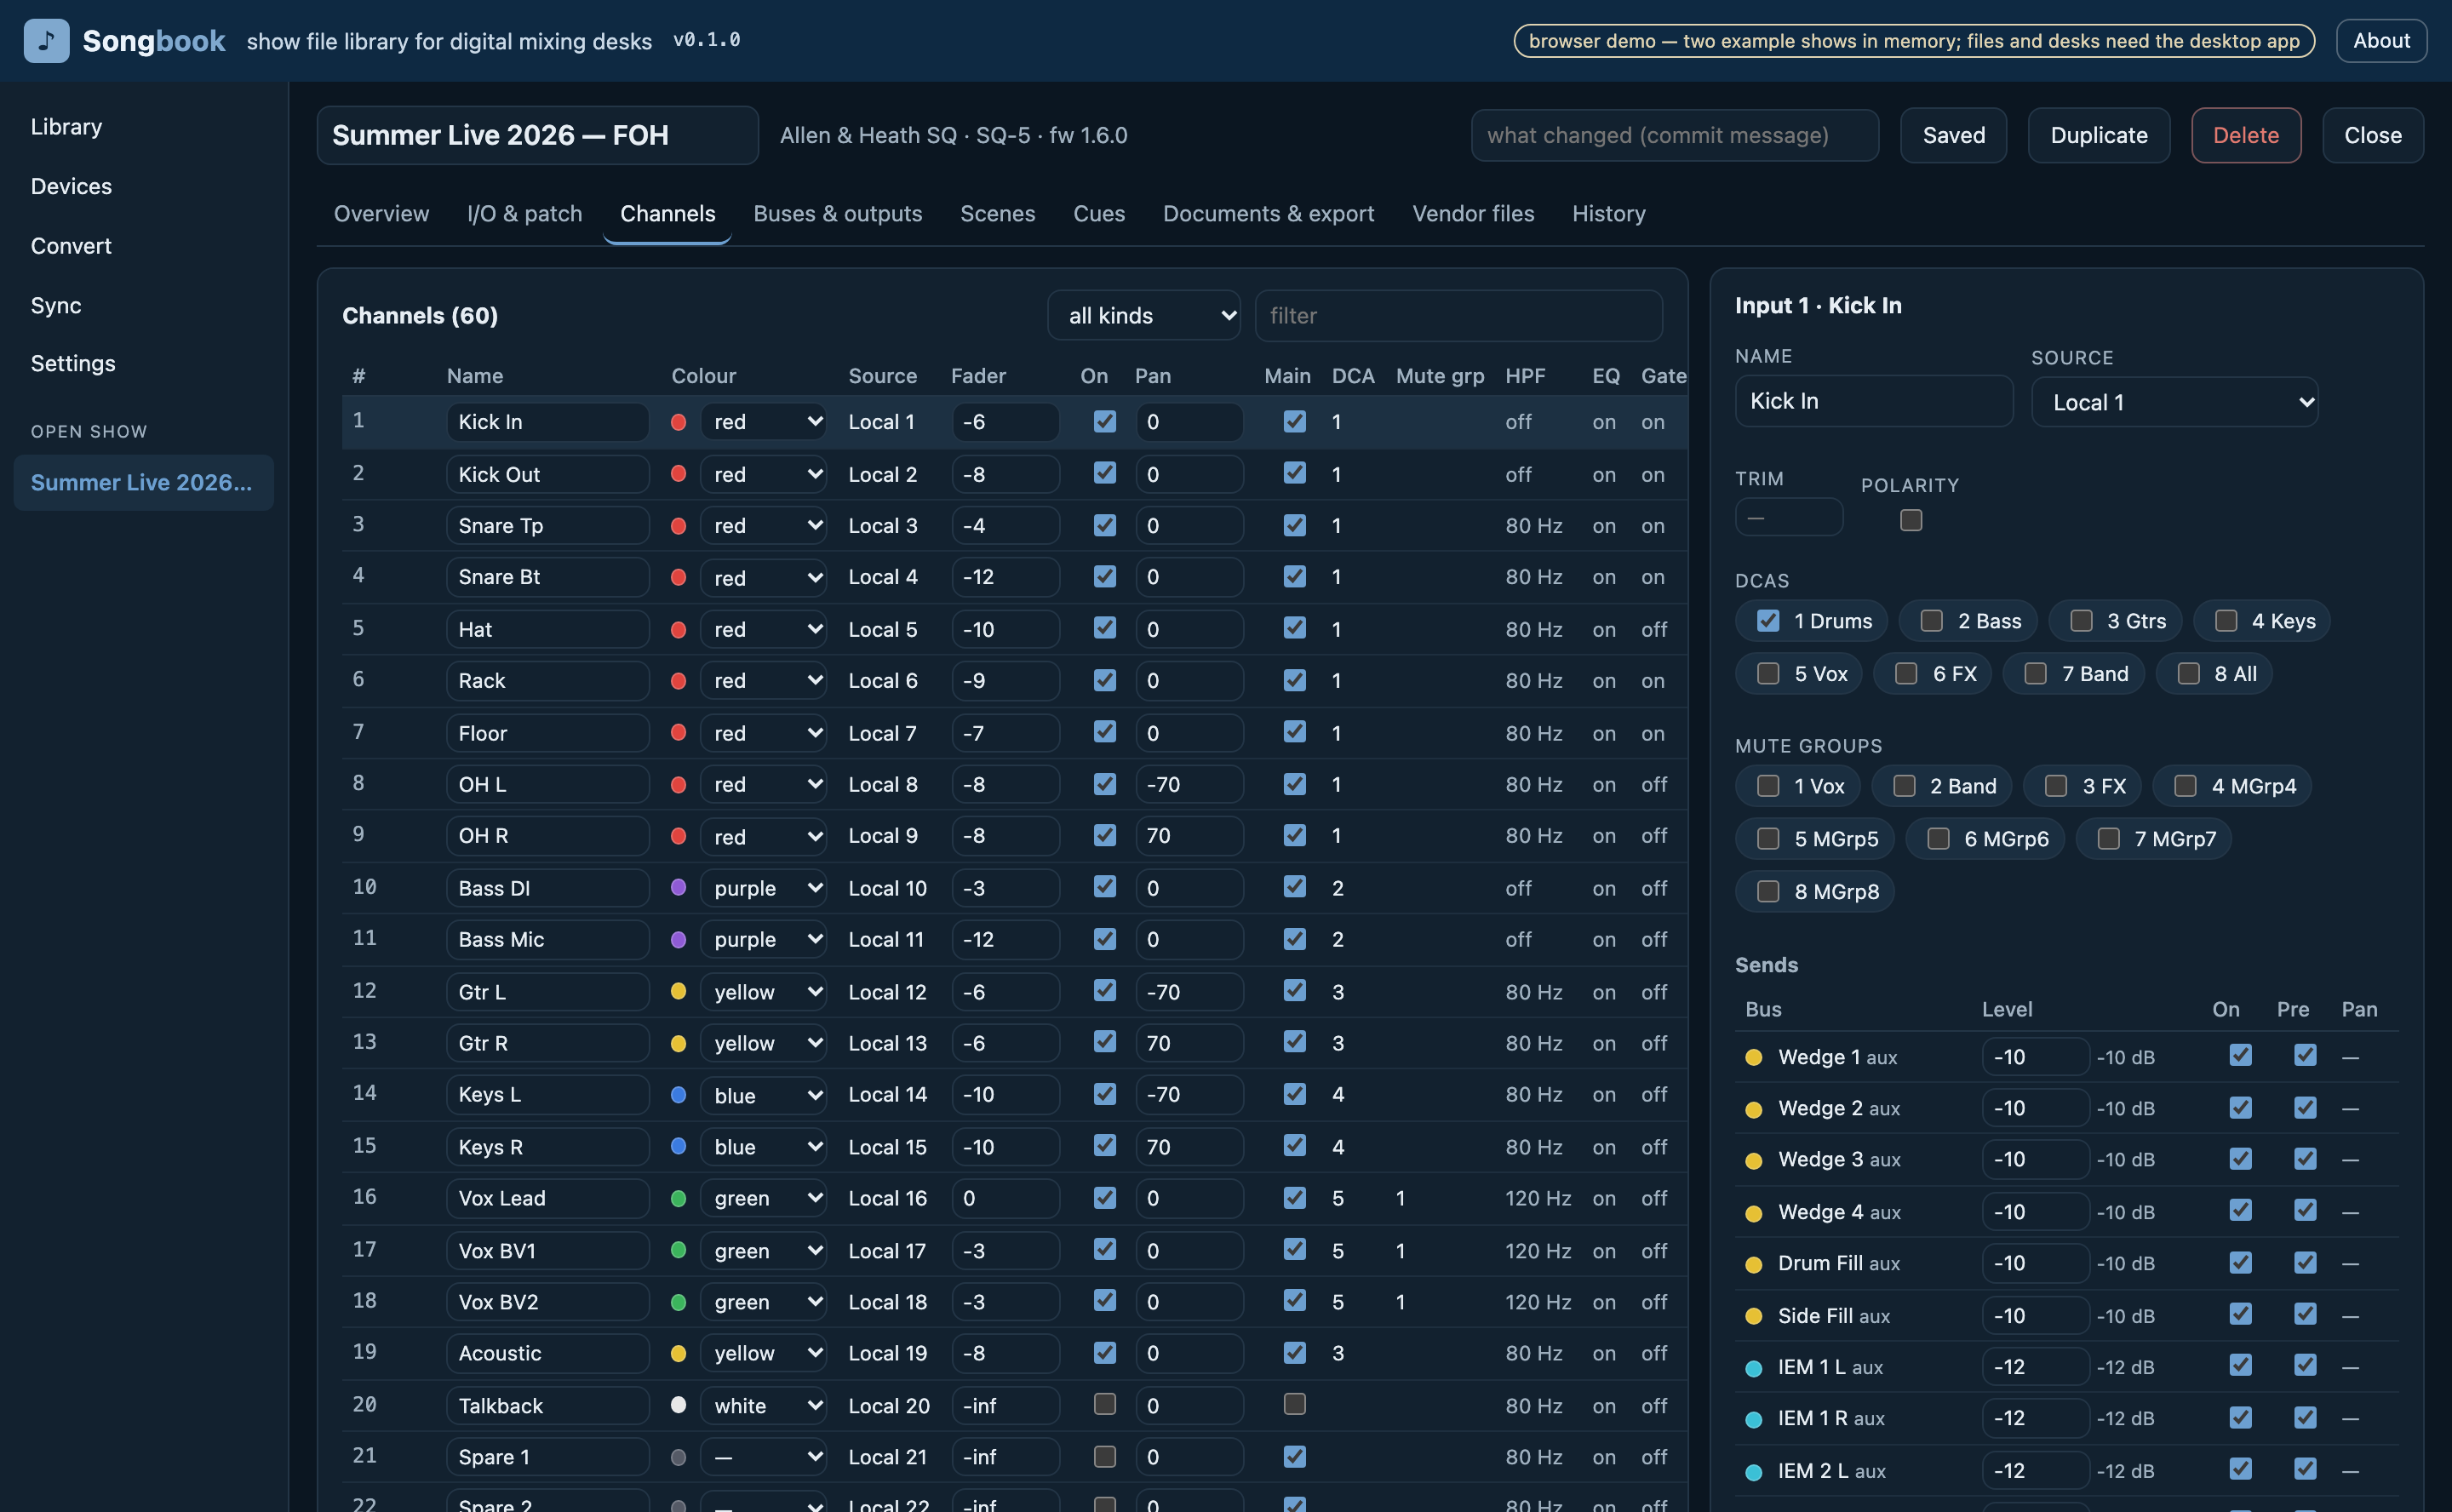 ♪ Songbook show file library for digital mixing desks v0.1.0 browser demo — two example shows in memory; files and desks need the desktop app About
Library
Devices
Convert
Sync
Settings
OPEN SHOW
Summer Live 2026...
Summer Live 2026 — FOH Allen & Heath SQ · SQ-5 · fw 1.6.0 what changed (commit message) Saved Duplicate Delete Close
Overview I/O & patch Channels Buses & outputs Scenes Cues Documents & export Vendor files History
Channels (60) all kinds filter
# Name Colour Source Fader On Pan Main DCA Mute grp HPF EQ Gate
1 Kick In red Local 1 -6 0 1 off on on
2 Kick Out red Local 2 -8 0 1 off on on
3 Snare Tp red Local 3 -4 0 1 80 Hz on on
4 Snare Bt red Local 4 -12 0 1 80 Hz on on
5 Hat red Local 5 -10 0 1 80 Hz on off
6 Rack red Local 6 -9 0 1 80 Hz on on
7 Floor red Local 7 -7 0 1 80 Hz on on
8 OH L red Local 8 -8 -70 1 80 Hz on off
9 OH R red Local 9 -8 70 1 80 Hz on off
10 Bass DI purple Local 10 -3 0 2 off on off
11 Bass Mic purple Local 11 -12 0 2 off on off
12 Gtr L yellow Local 12 -6 -70 3 80 Hz on off
13 Gtr R yellow Local 13 -6 70 3 80 Hz on off
14 Keys L blue Local 14 -10 -70 4 80 Hz on off
15 Keys R blue Local 15 -10 70 4 80 Hz on off
16 Vox Lead green Local 16 0 0 5 1 120 Hz on off
17 Vox BV1 green Local 17 -3 0 5 1 120 Hz on off
18 Vox BV2 green Local 18 -3 0 5 1 120 Hz on off
19 Acoustic yellow Local 19 -8 0 3 80 Hz on off
20 Talkback white Local 20 -inf 0 80 Hz on off
21 Spare 1 — Local 21 -inf 0 80 Hz on off
22 Spare 2 — Local 22 -inf 0 80 Hz on off
Input 1 · Kick In
NAME SOURCE
Kick In Local 1
TRIM POLARITY
—
DCAS
1 Drums 2 Bass 3 Gtrs 4 Keys
5 Vox 6 FX 7 Band 8 All
MUTE GROUPS
1 Vox 2 Band 3 FX 4 MGrp4
5 MGrp5 6 MGrp6 7 MGrp7
8 MGrp8
Sends
Bus Level On Pre Pan
Wedge 1 aux -10 -10 dB —
Wedge 2 aux -10 -10 dB —
Wedge 3 aux -10 -10 dB —
Wedge 4 aux -10 -10 dB —
Drum Fill aux -10 -10 dB —
Side Fill aux -10 -10 dB —
IEM 1 L aux -12 -12 dB —
IEM 1 R aux -12 -12 dB —
IEM 2 L aux -12 -12 dB —